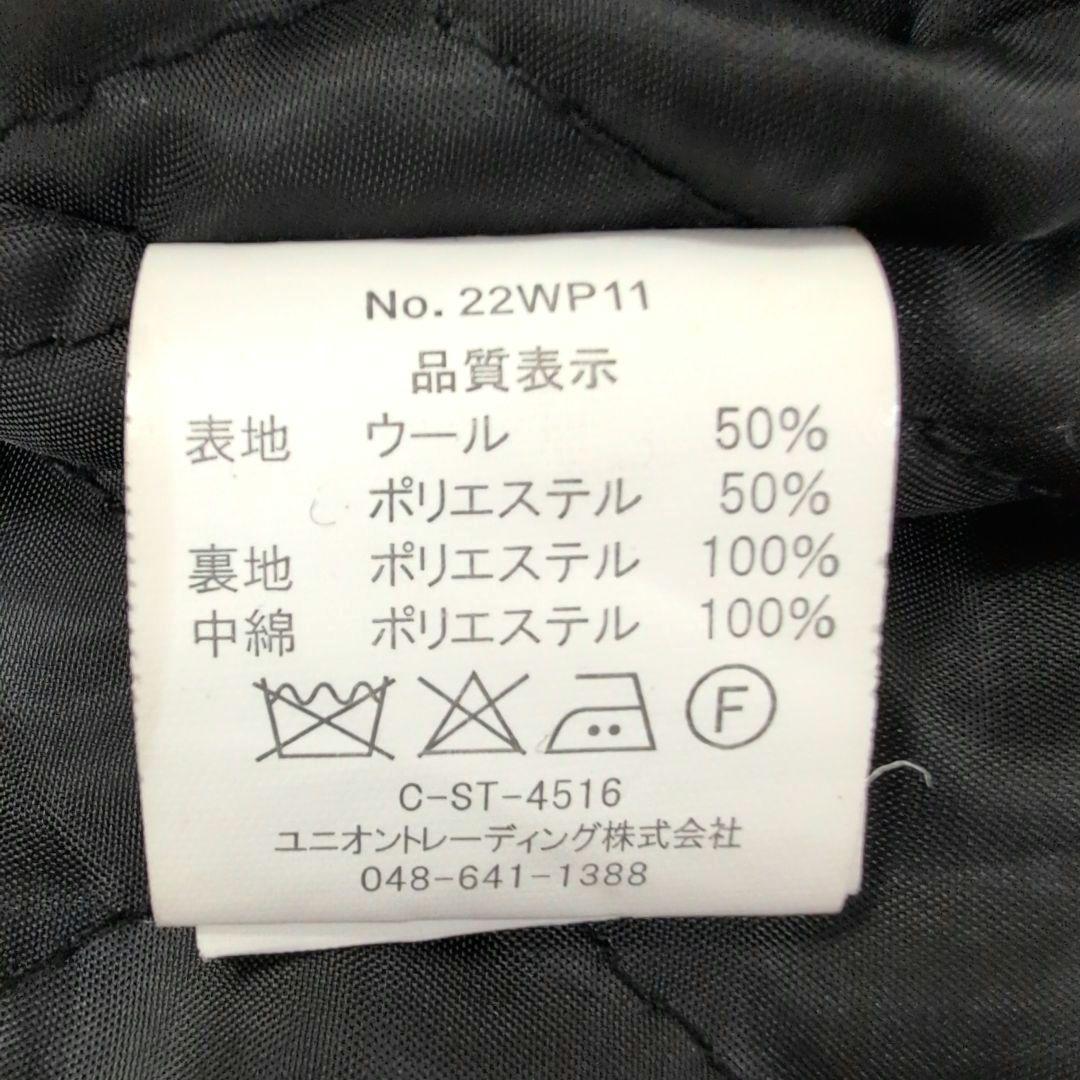 No. 22WP11
品質表示
表地 ウール 50%
ポリエステル 50%
裏地 ポリエステル 100%
中綿 ポリエステル 100%
F
C-ST-4516
ユニオントレーディング株式会社
048-641-1388